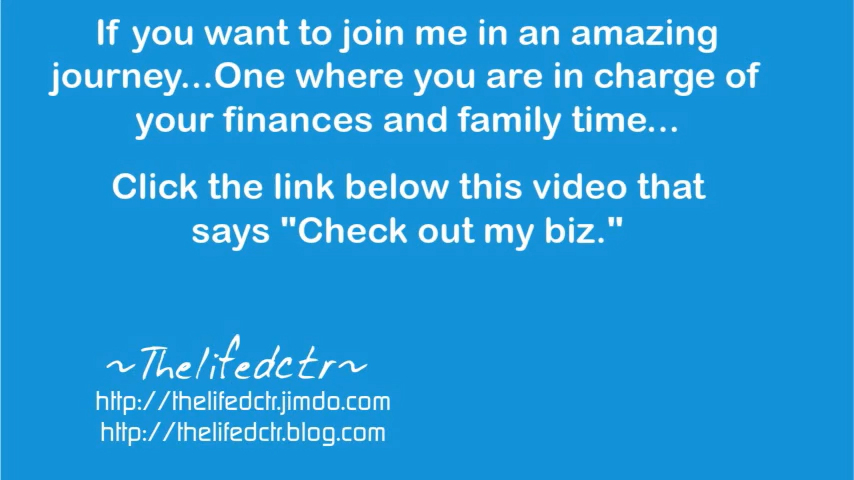 If you want to join me in an amazing
journey...One where you are in charge of
your finances and family time...
Click the link below this video that
says "Check out my biz."
~Thelifedctr~
http://thelifedctr.jimdo.com
http://thelifedctr.blog.com